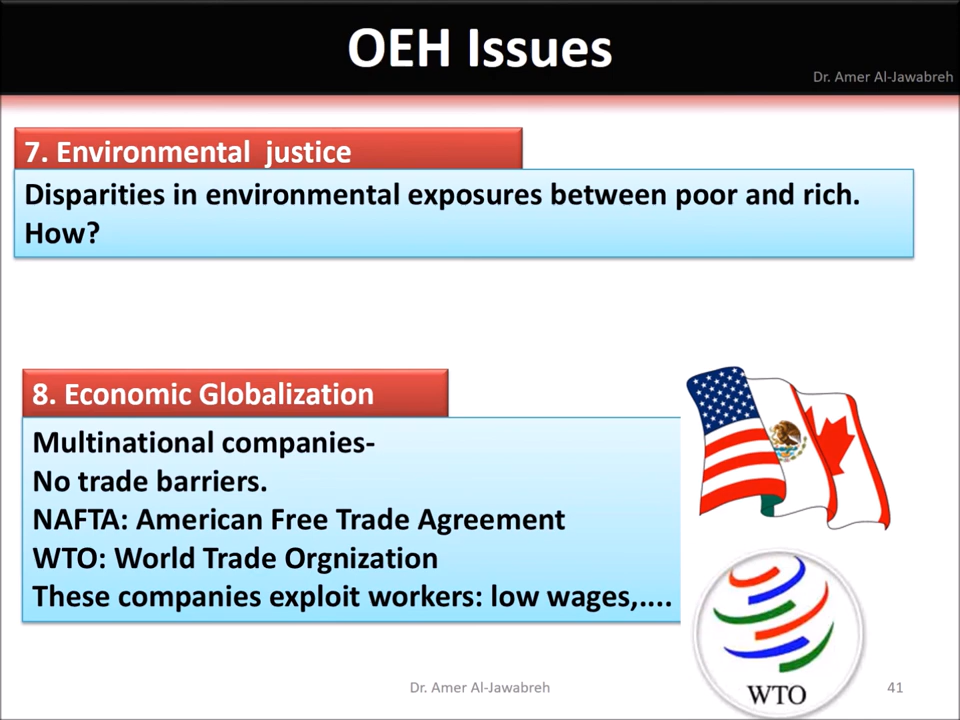 OEH Issues
Dr. Amer Al-Jawabreh
7. Environmental justice
Disparities in environmental exposures between poor and rich.
How?
8. Economic Globalization
Multinational companies-
No trade barriers.
NAFTA: American Free Trade Agreement
WTO: World Trade Orgnization
These companies exploit workers: low wages,....
WTO
Dr. Amer Al-Jawabreh
41